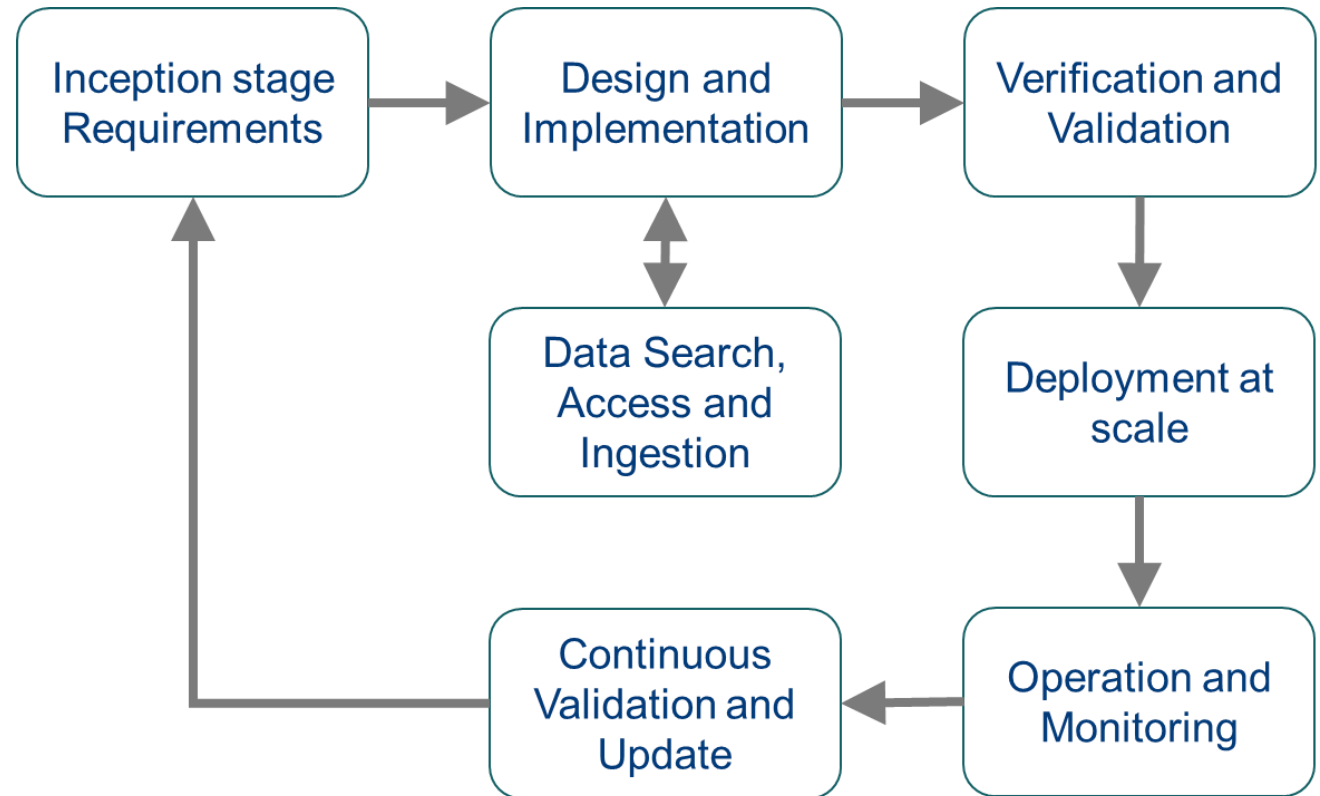 Inception stage
Requirements
Design and
Implementation
Verification and
Validation
Data Search,
Access and
Ingestion
Deployment at
scale
Continuous
Validation and
Update
Operation and
Monitoring